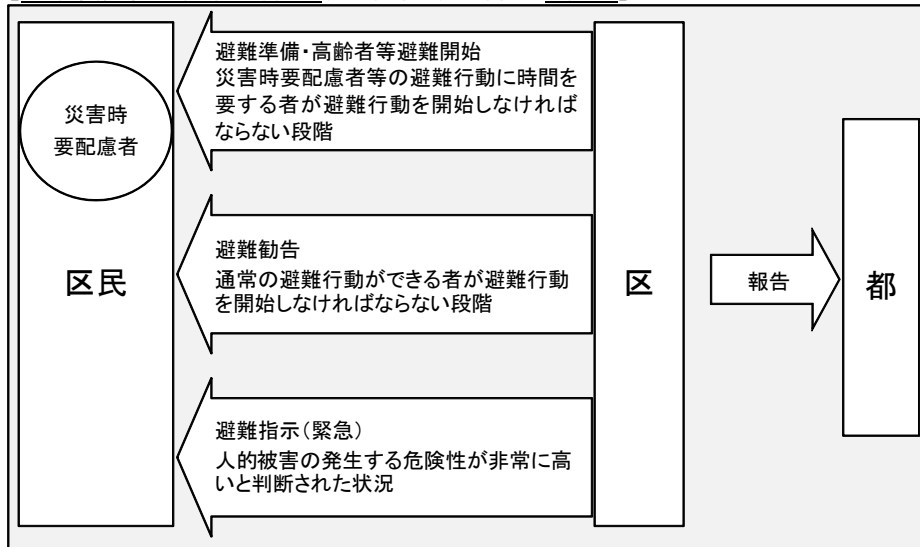 避難準備・高齢者等避難開始
災害時要配慮者等の避難行動に時間を
要する者が避難行動を開始しなければ
ならない段階
災害時
要配慮者
避難勧告
通常の避難行動ができる者が避難行動
を開始しなければならない段階
区民
区
報告
都
避難指示(緊急)
人的被害の発生する危険性が非常に高
いと判断された状況